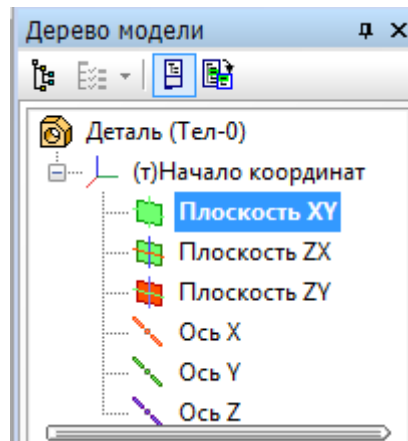 Дерево модели
Деталь (Тел-0)
(т)Начало координат
Плоскость XY
Плоскость ZX
Плоскость ZY
Ось X
Ось Y
Ось Z